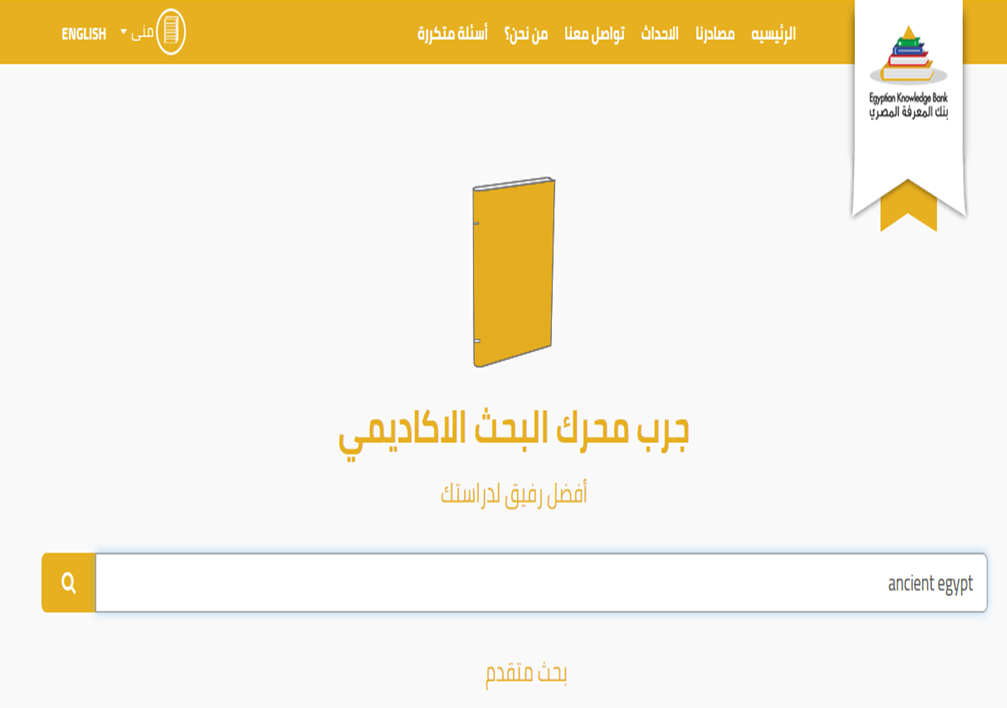 الرئيسيه مصادرنا الاحداث تواصل معنا من نحن؟ أسئلة متكررة منى ENGLISH
Egyptian Knowledge Bank
بنك المعرفة المصري
جرب محرك البحث الاكاديمي
أفضل رفيق لدراستك
ancient egypt
بحث متقدم